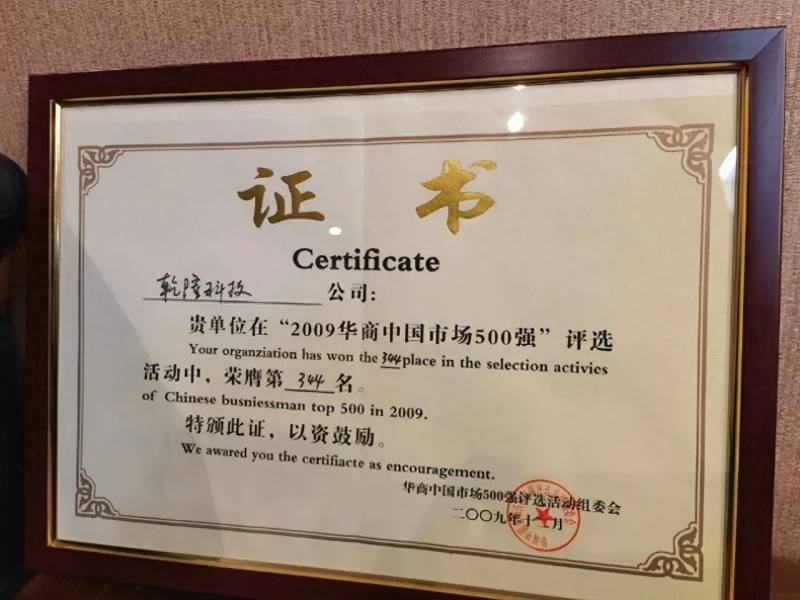 证 书
Certificate
乾隆科技 公司：
贵单位在“2009华商中国市场500强”评选
Your organziation has won the 344 place in the selection activies
活动中，荣膺第 344 名。
of Chinese busniessman top 500 in 2009.
特颁此证，以资鼓励。
We awared you the certifiacte as encouragement.
华商中国市场500强评选活动组委会
二〇〇九年十二月